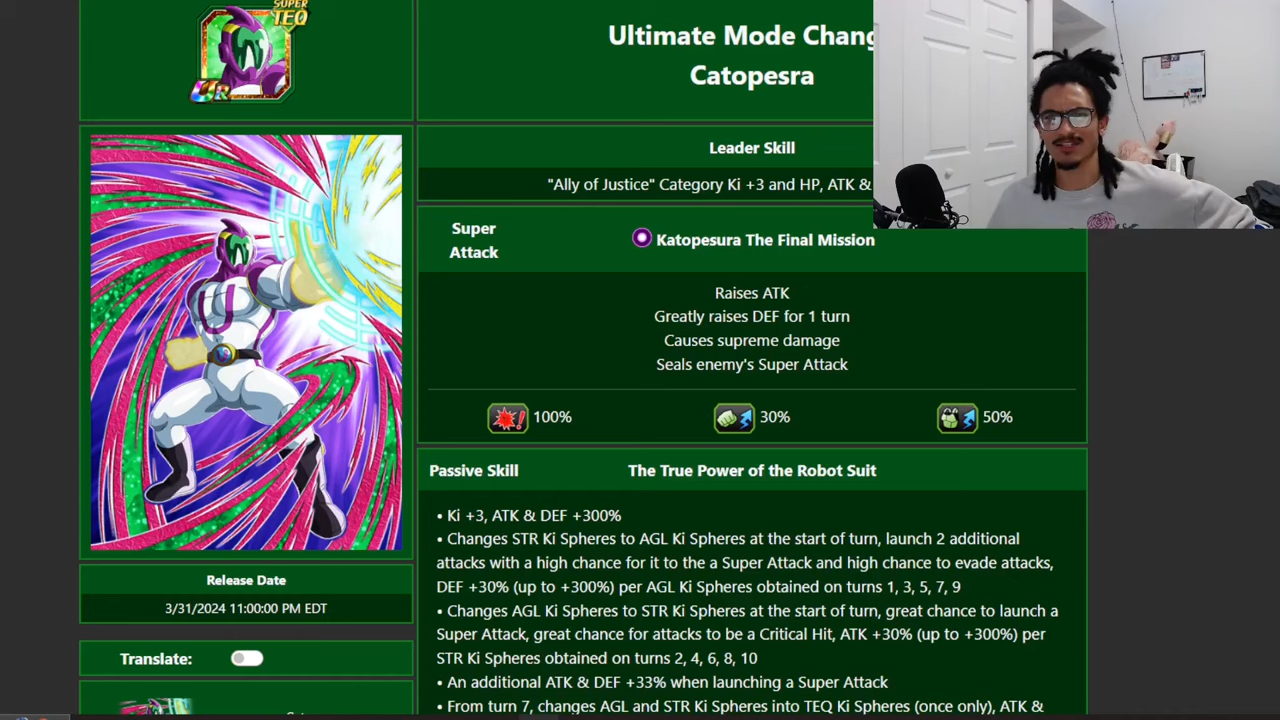 SUPER
TEQ
UR
Ultimate Mode Chang
Catopesra
Leader Skill
"Ally of Justice" Category Ki +3 and HP, ATK &
Super
Attack
Katopesura The Final Mission
Raises ATK
Greatly raises DEF for 1 turn
Causes supreme damage
Seals enemy's Super Attack
100%
30%
50%
Passive Skill
The True Power of the Robot Suit
• Ki +3, ATK & DEF +300%
• Changes STR Ki Spheres to AGL Ki Spheres at the start of turn, launch 2 additional
attacks with a high chance for it to the a Super Attack and high chance to evade attacks,
DEF +30% (up to +300%) per AGL Ki Spheres obtained on turns 1, 3, 5, 7, 9
• Changes AGL Ki Spheres to STR Ki Spheres at the start of turn, great chance to launch a
Super Attack, great chance for attacks to be a Critical Hit, ATK +30% (up to +300%) per
STR Ki Spheres obtained on turns 2, 4, 6, 8, 10
• An additional ATK & DEF +33% when launching a Super Attack
• From turn 7, changes AGL and STR Ki Spheres into TEQ Ki Spheres (once only), ATK &
Release Date
3/31/2024 11:00:00 PM EDT
Translate: